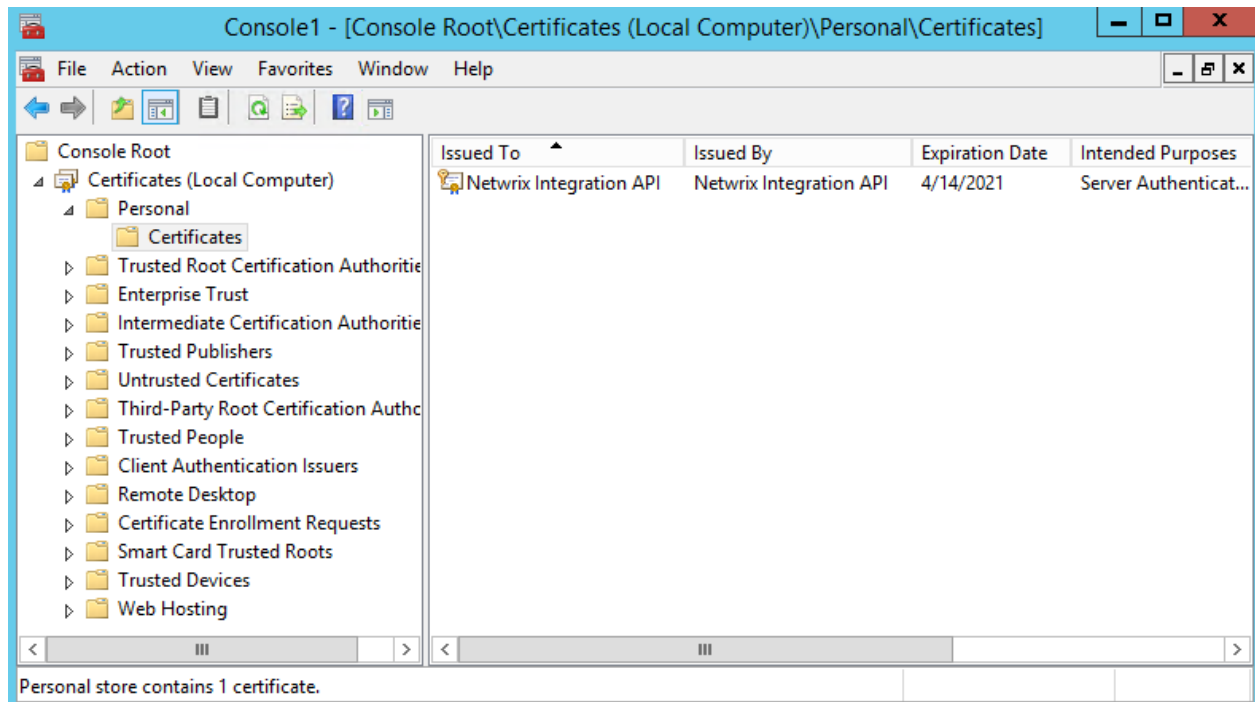 Console1 - [Console Root\Certificates (Local Computer)\Personal\Certificates]
File Action View Favorites Window Help
Console Root
Certificates (Local Computer)
Personal
Certificates
Trusted Root Certification Authoritie
Enterprise Trust
Intermediate Certification Authoritie
Trusted Publishers
Untrusted Certificates
Third-Party Root Certification Authc
Trusted People
Client Authentication Issuers
Remote Desktop
Certificate Enrollment Requests
Smart Card Trusted Roots
Trusted Devices
Web Hosting
Issued To Issued By Expiration Date Intended Purposes
Netwrix Integration API Netwrix Integration API 4/14/2021 Server Authenticat...
Personal store contains 1 certificate.